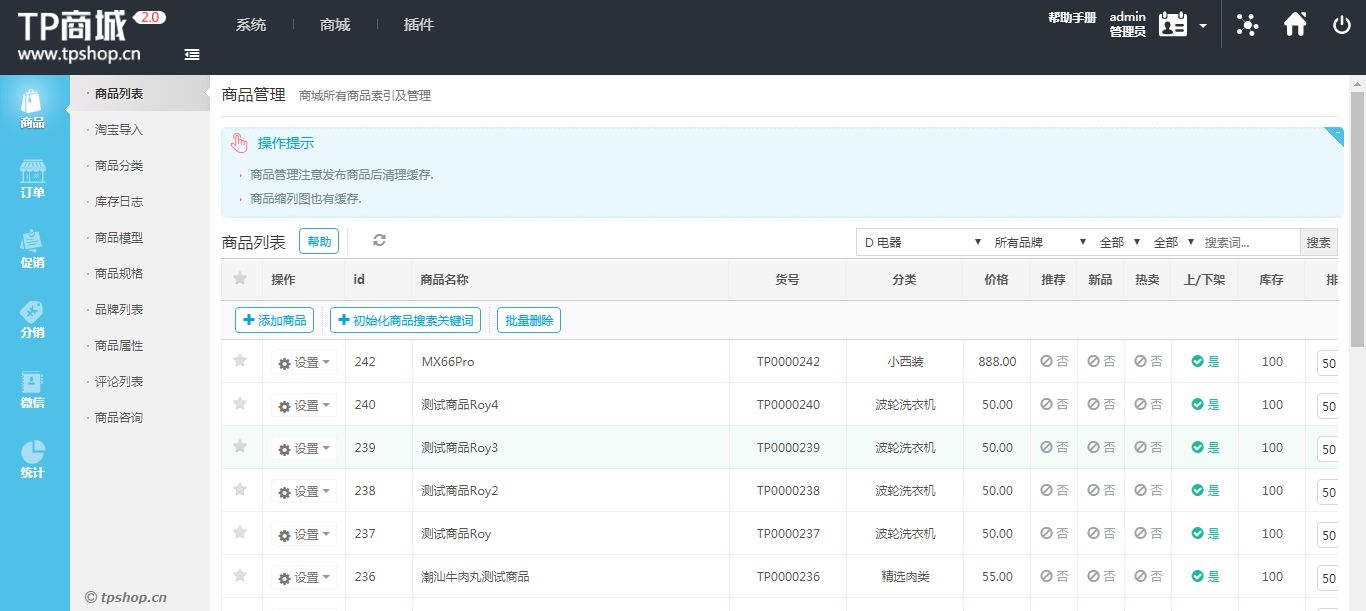 TP商城 2.0
www.tpshop.cn
系统 商城 插件
帮助手册 admin 管理员
商品
订单
促销
分销
微信
统计
· 商品列表
· 淘宝导入
· 商品分类
· 库存日志
· 商品模型
· 商品规格
· 品牌列表
· 商品属性
· 评论列表
· 商品咨询
© tpshop.cn
商品管理 商城所有商品索引及管理
操作提示
· 商品管理注意发布商品后清理缓存.
· 商品缩列图也有缓存.
商品列表 帮助 D 电器 所有品牌 全部 全部 搜索词... 搜索
操作 id 商品名称 货号 分类 价格 推荐 新品 热卖 上/下架 库存 排
添加商品 初始化商品搜索关键词 批量删除
设置 242 MX66Pro TP0000242 小西装 888.00 否 否 否 是 100 50
设置 240 测试商品Roy4 TP0000240 波轮洗衣机 50.00 否 否 否 是 100 50
设置 239 测试商品Roy3 TP0000239 波轮洗衣机 50.00 否 否 否 是 100 50
设置 238 测试商品Roy2 TP0000238 波轮洗衣机 50.00 否 否 否 是 100 50
设置 237 测试商品Roy TP0000237 波轮洗衣机 50.00 否 否 否 是 100 50
设置 236 潮汕牛肉丸测试商品 TP0000236 精选肉类 55.00 否 否 否 是 100 50